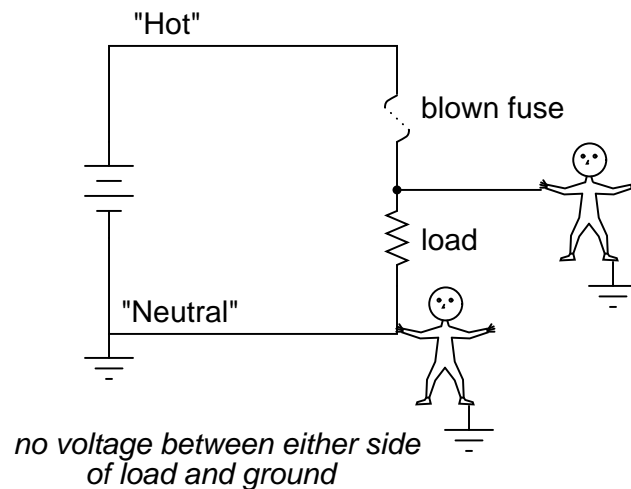 "Hot"
blown fuse
load
"Neutral"
no voltage between either side
of load and ground